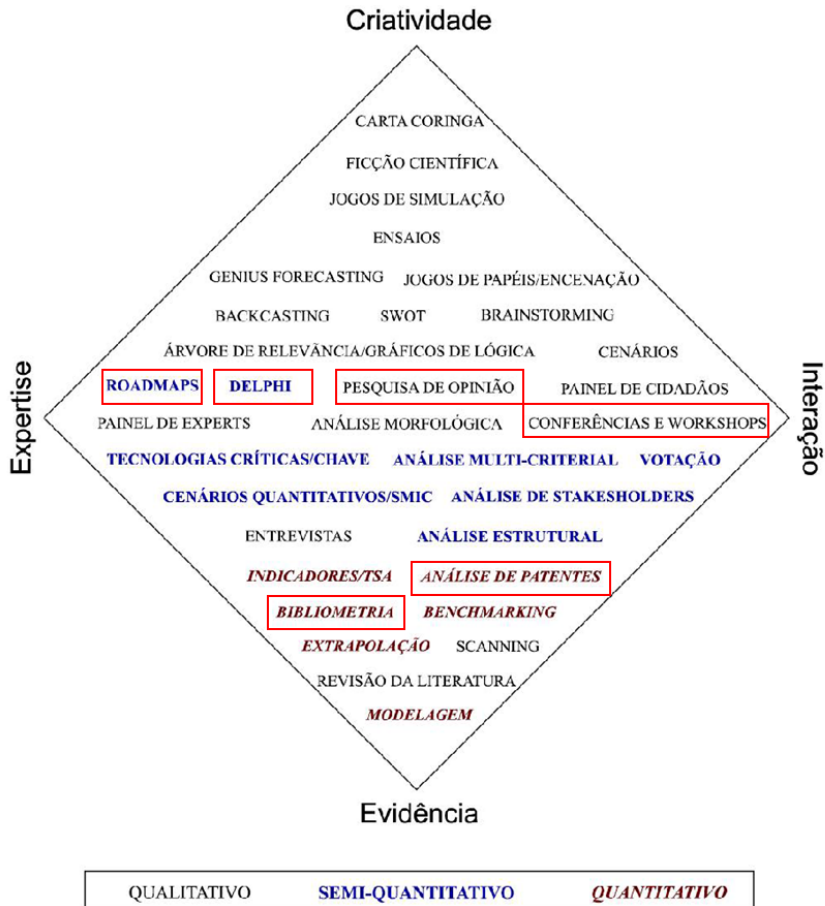 Criatividade
CARTA CORINGA
FICÇÃO CIENTÍFICA
JOGOS DE SIMULAÇÃO
ENSAIOS
GENIUS FORECASTING JOGOS DE PAPÉIS/ENCENAÇÃO
BACKCASTING SWOT BRAINSTORMING
ÁRVORE DE RELEVÂNCIA/GRÁFICOS DE LÓGICA CENÁRIOS
ROADMAPS DELPHI PESQUISA DE OPINIÃO PAINEL DE CIDADÃOS
Expertise
Interação
PAINEL DE EXPERTS ANÁLISE MORFOLÓGICA CONFERÊNCIAS E WORKSHOPS
TECNOLOGIAS CRÍTICAS/CHAVE ANÁLISE MULTI-CRITERIAL VOTAÇÃO
CENÁRIOS QUANTITATIVOS/SMIC ANÁLISE DE STAKESHOLDERS
ENTREVISTAS ANÁLISE ESTRUTURAL
INDICADORES/TSA ANÁLISE DE PATENTES
BIBLIOMETRIA BENCHMARKING
EXTRAPOLAÇÃO SCANNING
REVISÃO DA LITERATURA
MODELAGEM
Evidência
QUALITATIVO SEMI-QUANTITATIVO QUANTITATIVO